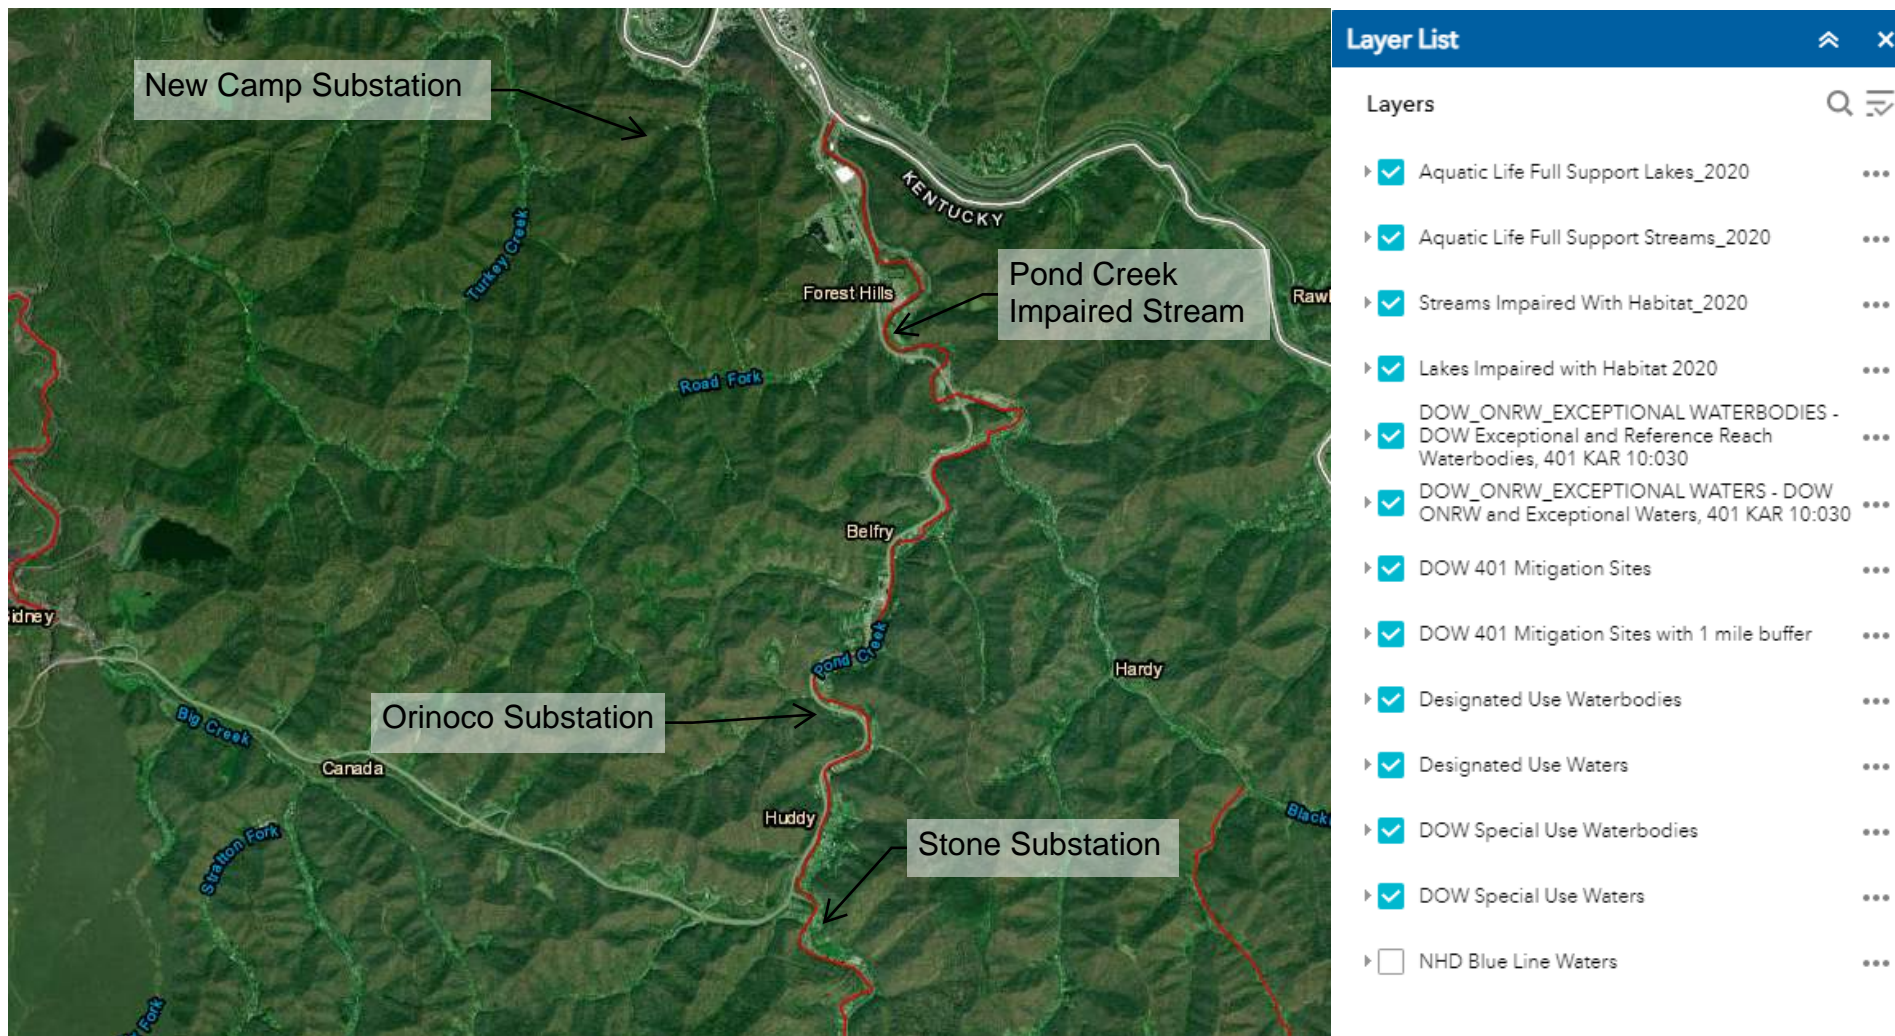 New Camp Substation
KENTUCKY
Turkey Creek
Forest Hills
Pond Creek
Impaired Stream
Road Fork
Belfry
Pond Creek
Hardy
Orinoco Substation
Big Creek
Canada
Huddy
Stratton Fork
Stone Substation
Fork
Layer List
Layers
Aquatic Life Full Support Lakes_2020
Aquatic Life Full Support Streams_2020
Streams Impaired With Habitat_2020
Lakes Impaired with Habitat 2020
DOW_ONRW_EXCEPTIONAL WATERBODIES -
DOW Exceptional and Reference Reach
Waterbodies, 401 KAR 10:030
DOW_ONRW_EXCEPTIONAL WATERS - DOW
ONRW and Exceptional Waters, 401 KAR 10:030
DOW 401 Mitigation Sites
DOW 401 Mitigation Sites with 1 mile buffer
Designated Use Waterbodies
Designated Use Waters
DOW Special Use Waterbodies
DOW Special Use Waters
NHD Blue Line Waters